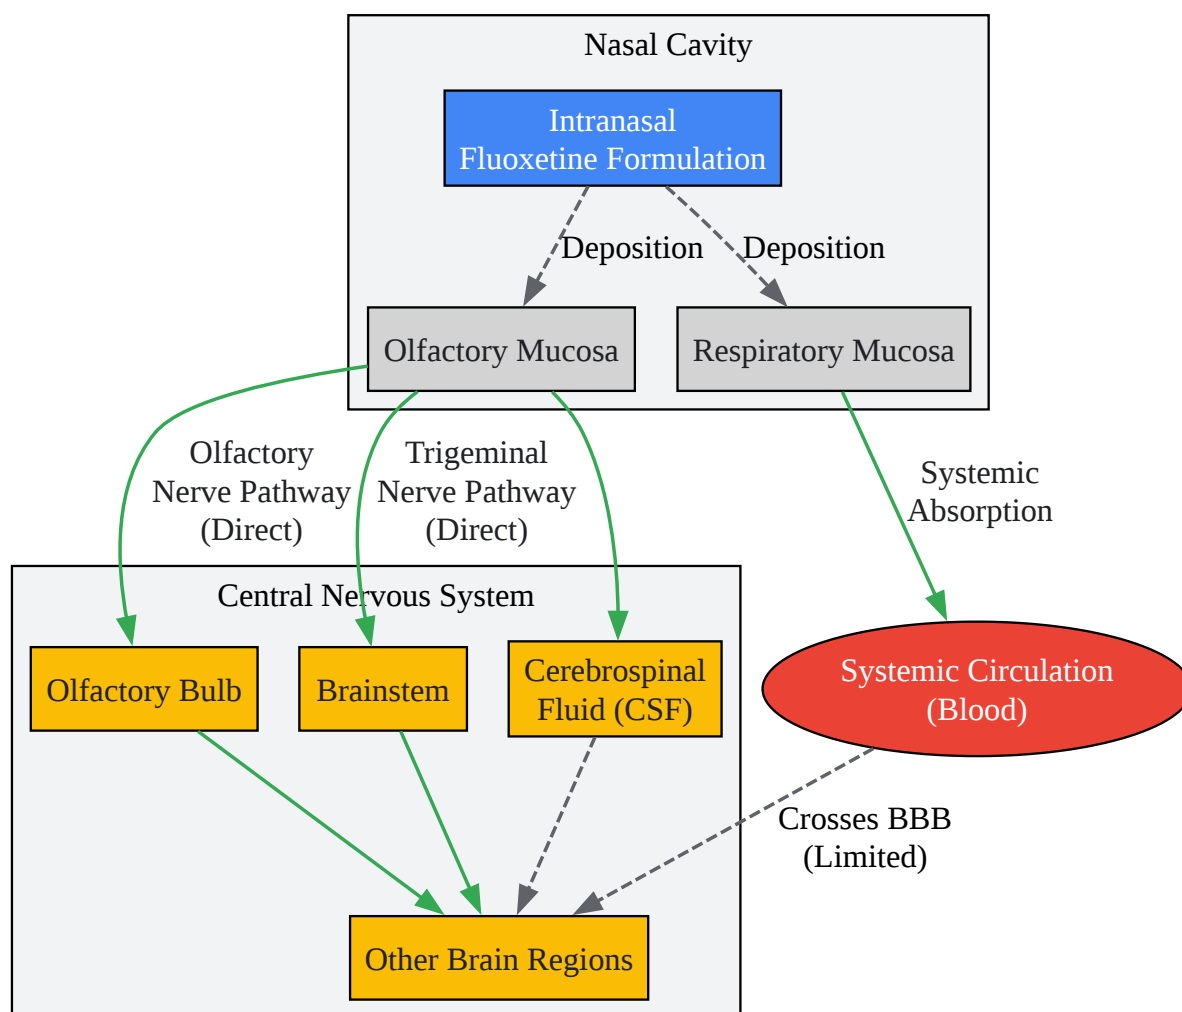 Nasal Cavity
Intranasal
Fluoxetine Formulation
Deposition
Deposition
Olfactory Mucosa
Respiratory Mucosa
Olfactory
Nerve Pathway
(Direct)
Trigeminal
Nerve Pathway
(Direct)
Systemic
Absorption
Central Nervous System
Olfactory Bulb
Brainstem
Cerebrospinal
Fluid (CSF)
Systemic Circulation
(Blood)
Crosses BBB
(Limited)
Other Brain Regions